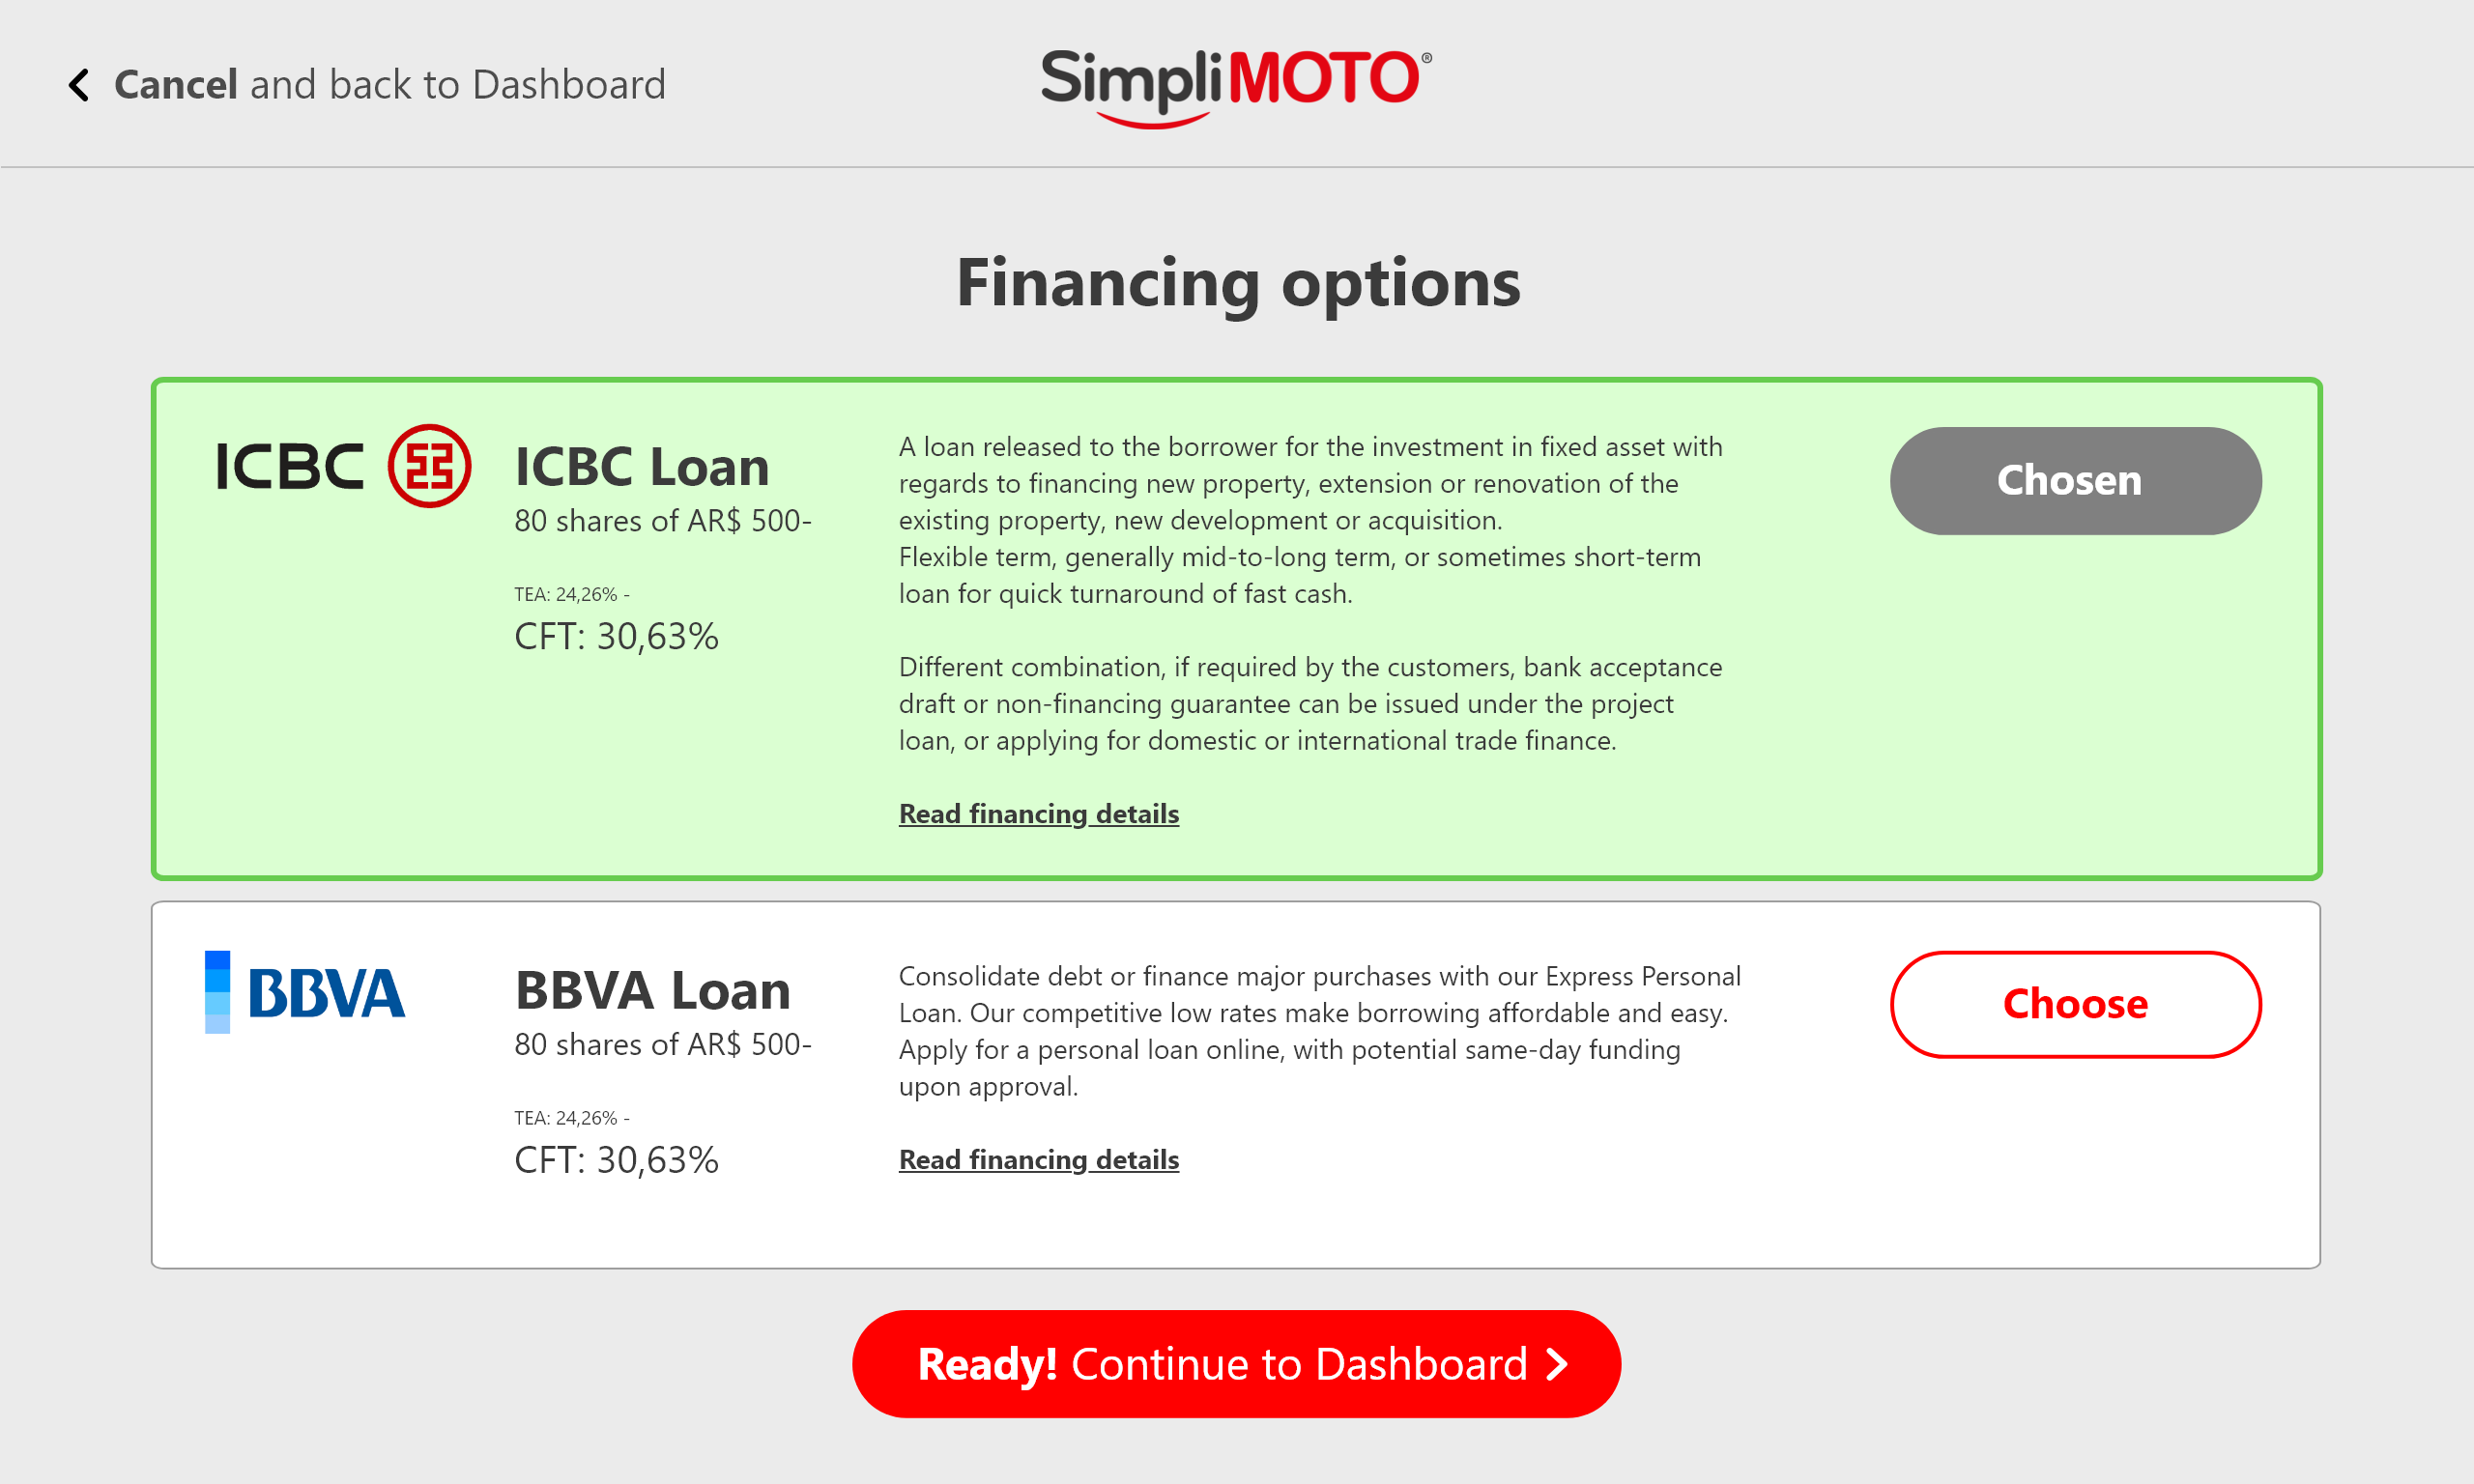 Cancel and back to Dashboard
SimpliMOTO®
Financing options
ICBC
ICBC Loan
80 shares of AR$ 500-
TEA: 24,26% -
CFT: 30,63%
A loan released to the borrower for the investment in fixed asset with
regards to financing new property, extension or renovation of the
existing property, new development or acquisition.
Flexible term, generally mid-to-long term, or sometimes short-term
loan for quick turnaround of fast cash.
Different combination, if required by the customers, bank acceptance
draft or non-financing guarantee can be issued under the project
loan, or applying for domestic or international trade finance.
Read financing details
Chosen
BBVA
BBVA Loan
80 shares of AR$ 500-
TEA: 24,26% -
CFT: 30,63%
Consolidate debt or finance major purchases with our Express Personal
Loan. Our competitive low rates make borrowing affordable and easy.
Apply for a personal loan online, with potential same-day funding
upon approval.
Read financing details
Choose
Ready! Continue to Dashboard